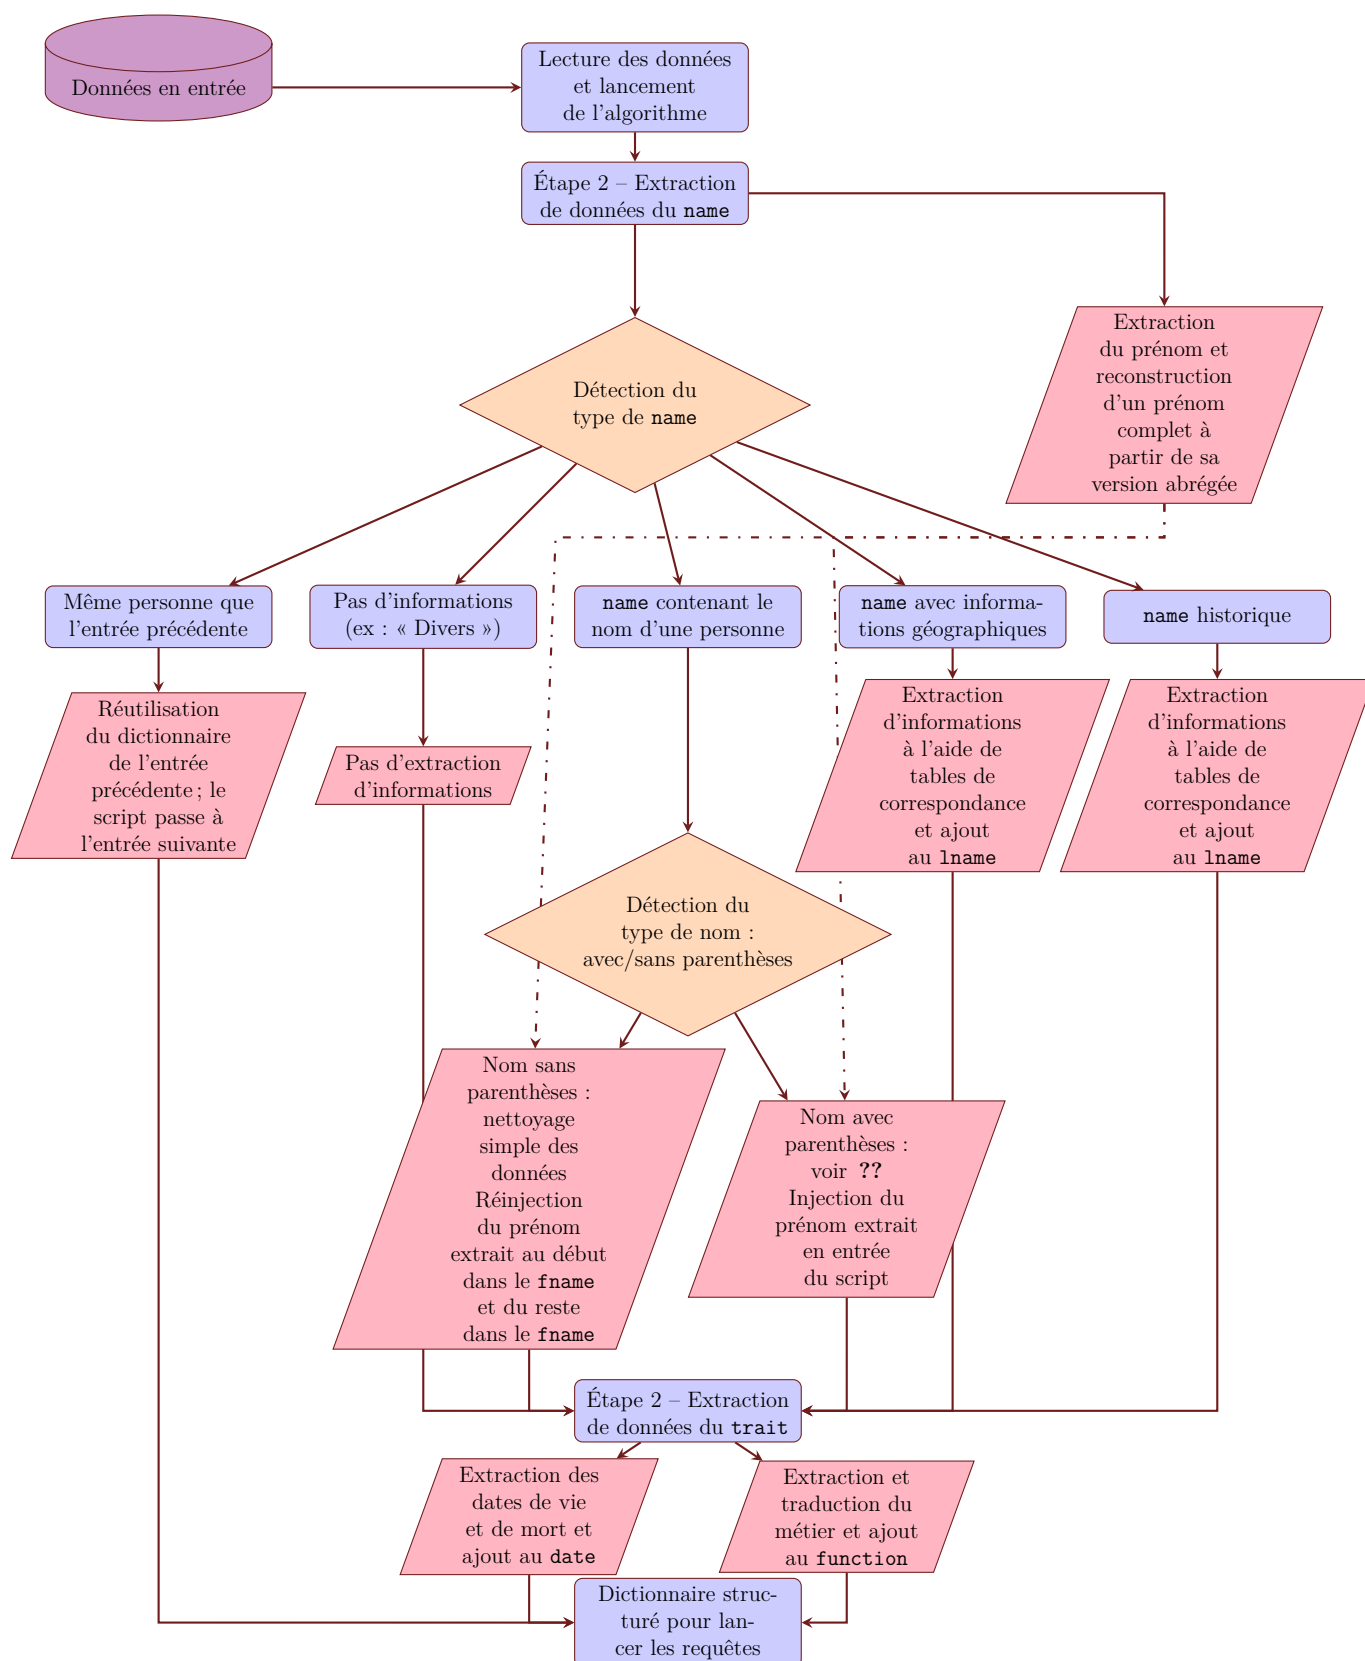 Données en entrée
Lecture des données
et lancement
de l'algorithme
Étape 2 – Extraction
de données du name
Extraction
du prénom et
reconstruction
d'un prénom
complet à
partir de sa
version abrégée
Détection du
type de name
Même personne que
l'entrée précédente
Pas d'informations
(ex : « Divers »)
name contenant le
nom d'une personne
name avec informa-
tions géographiques
name historique
Réutilisation
du dictionnaire
de l'entrée
précédente ; le
script passe à
l'entrée suivante
Pas d'extraction
d'informations
Extraction
d'informations
à l'aide de
tables de
correspondance
et ajout
au lname
Extraction
d'informations
à l'aide de
tables de
correspondance
et ajout
au lname
Détection du
type de nom :
avec/sans parenthèses
Nom sans
parenthèses :
nettoyage
simple des
données
Réinjection
du prénom
extrait au début
dans le fname
et du reste
dans le fname
Nom avec
parenthèses :
voir ??
Injection du
prénom extrait
en entrée
du script
Étape 2 – Extraction
de données du trait
Extraction des
dates de vie
et de mort et
ajout au date
Extraction et
traduction du
métier et ajout
au function
Dictionnaire struc-
turé pour lan-
cer les requêtes